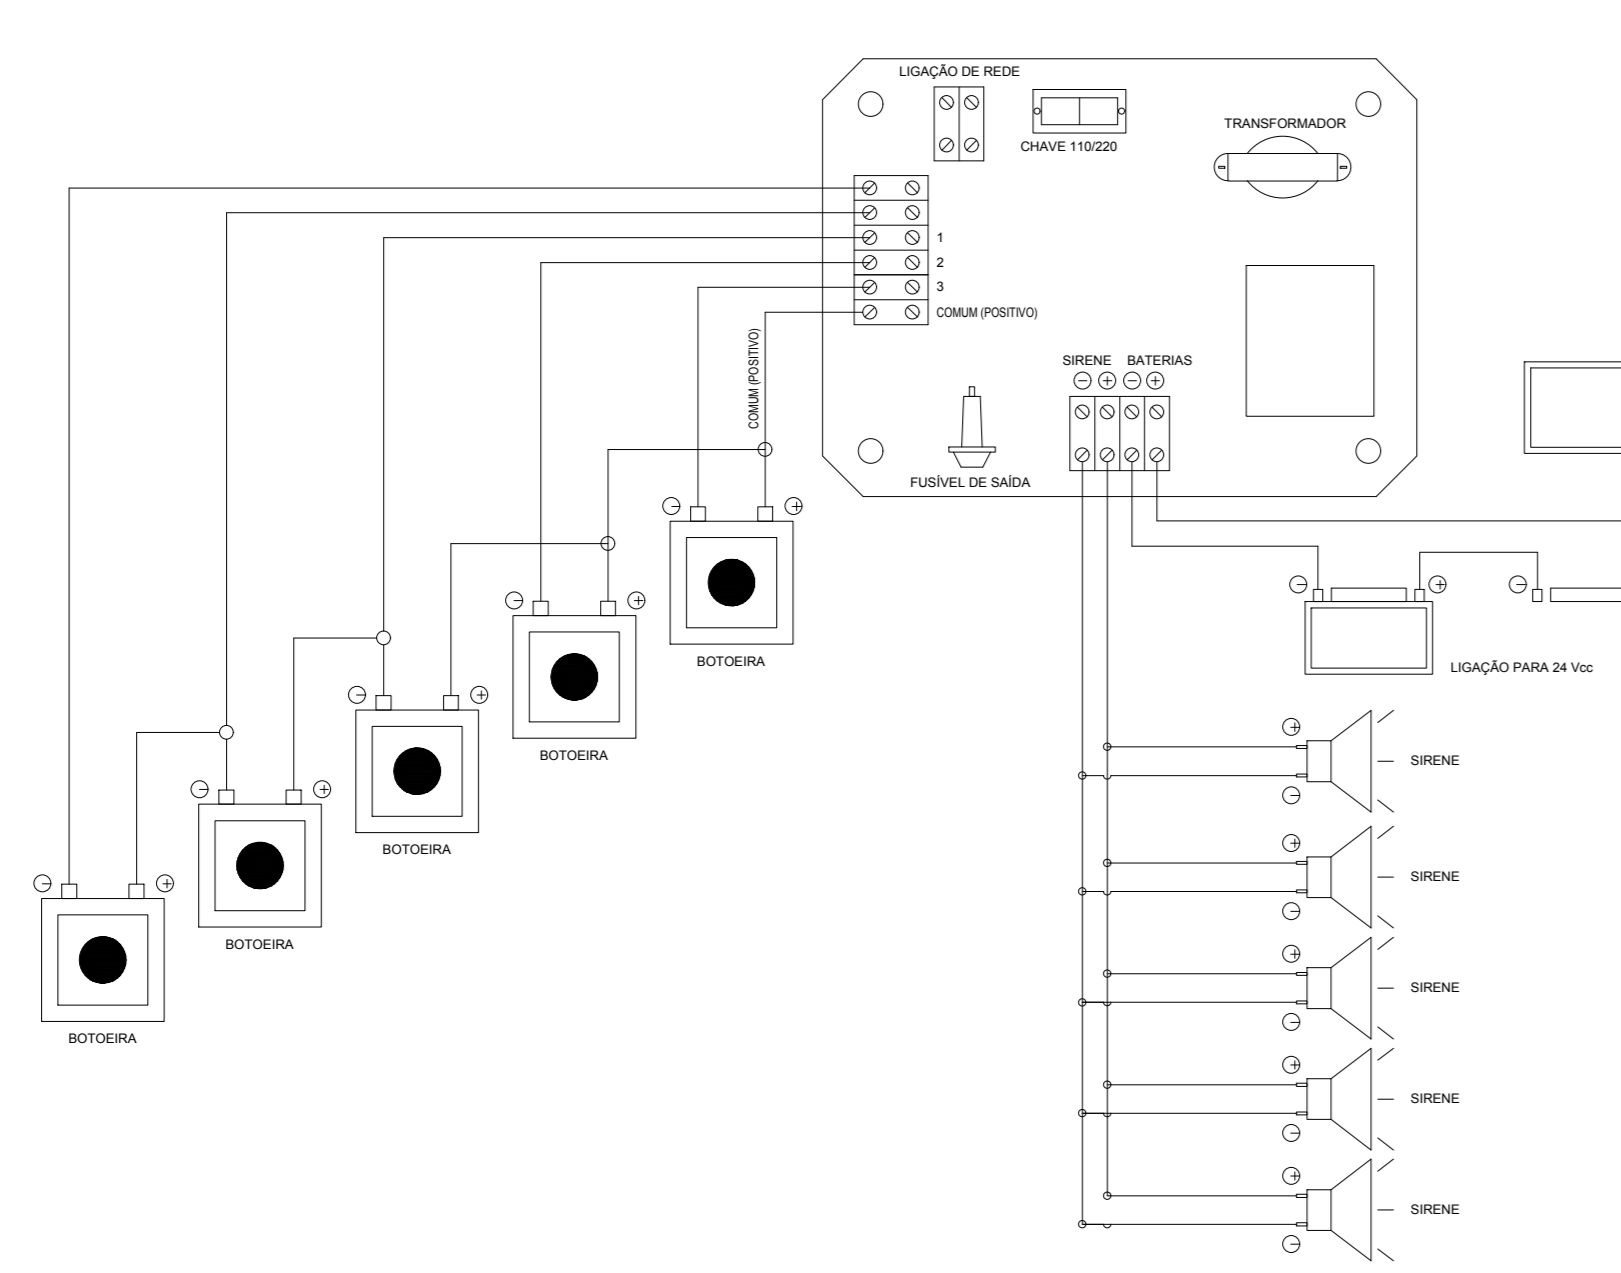 LIGAÇÃO DE REDE
CHAVE 110/220
TRANSFORMADOR
1
2
3
COMUM (POSITIVO)
COMUM (POSITIVO)
SIRENE BATERIAS
FUSÍVEL DE SAÍDA
BOTOEIRA
BOTOEIRA
BOTOEIRA
BOTOEIRA
BOTOEIRA
LIGAÇÃO PARA 24 Vcc
SIRENE
SIRENE
SIRENE
SIRENE
SIRENE